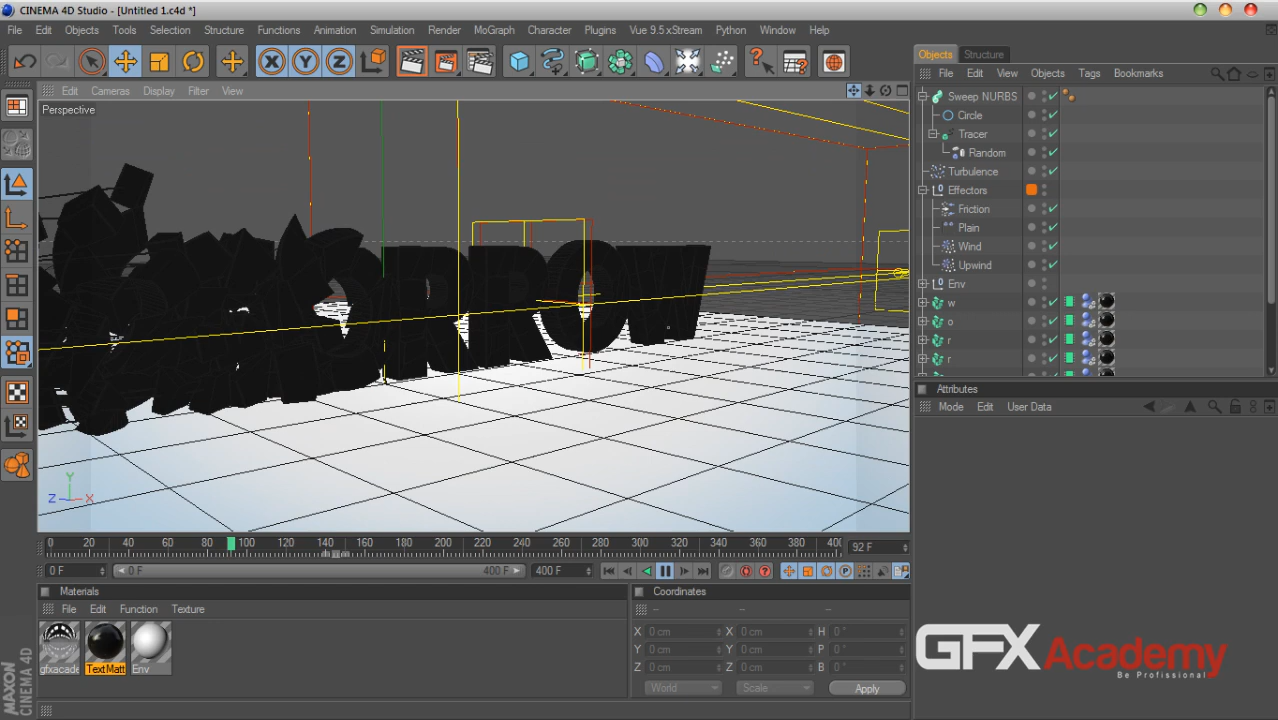 CINEMA 4D Studio - [Untitled 1.c4d *]
File Edit Objects Tools Selection Structure Functions Animation Simulation Render MoGraph Character Plugins Vue 9.5 xStream Python Window Help
X Y Z
Objects Structure
File Edit View Objects Tags Bookmarks
Edit Cameras Display Filter View
Perspective
Sweep NURBS
Circle
Tracer
Random
Turbulence
Effectors
Friction
Plain
Wind
Upwind
Env
w
o
r
r
RROW
Attributes
Mode Edit User Data
Y
Z X
0 20 40 60 80 100 120 140 160 180 200 220 240 260 280 300 320 340 360 380 40
92 F
0 F 0 F 400 F 400 F
Materials
File Edit Function Texture
gfxacade TextMatt Env
Coordinates
-- -- --
X 0 cm X 0 cm H 0 °
Y 0 cm Y 0 cm P 0 °
Z 0 cm Z 0 cm B 0 °
World Scale Apply
MAXON
CINEMA 4D
GFXAcademy
Be Profissional